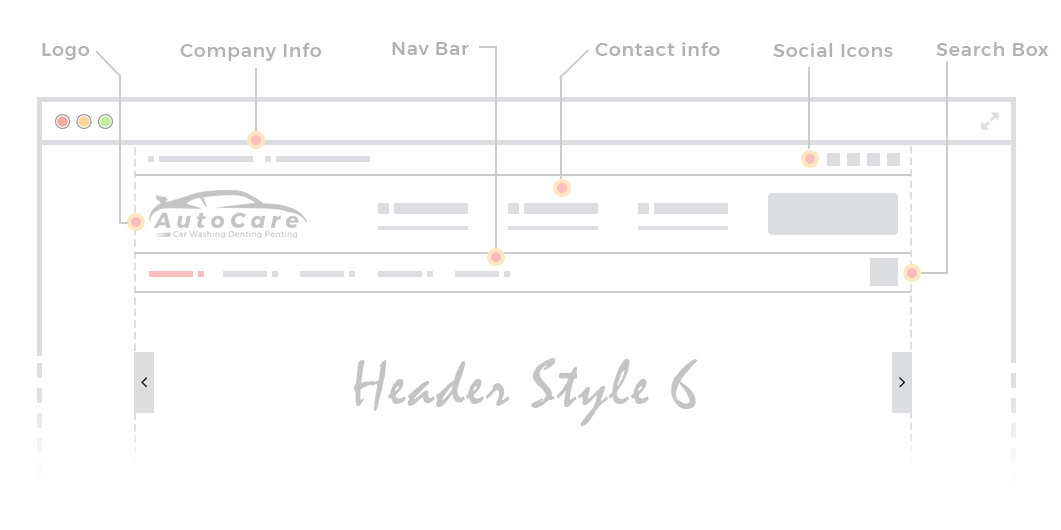 Logo
Company Info
Nav Bar
Contact info
Social Icons
Search Box
AutoCare
Car Washing Denting Penting
Header Style 6